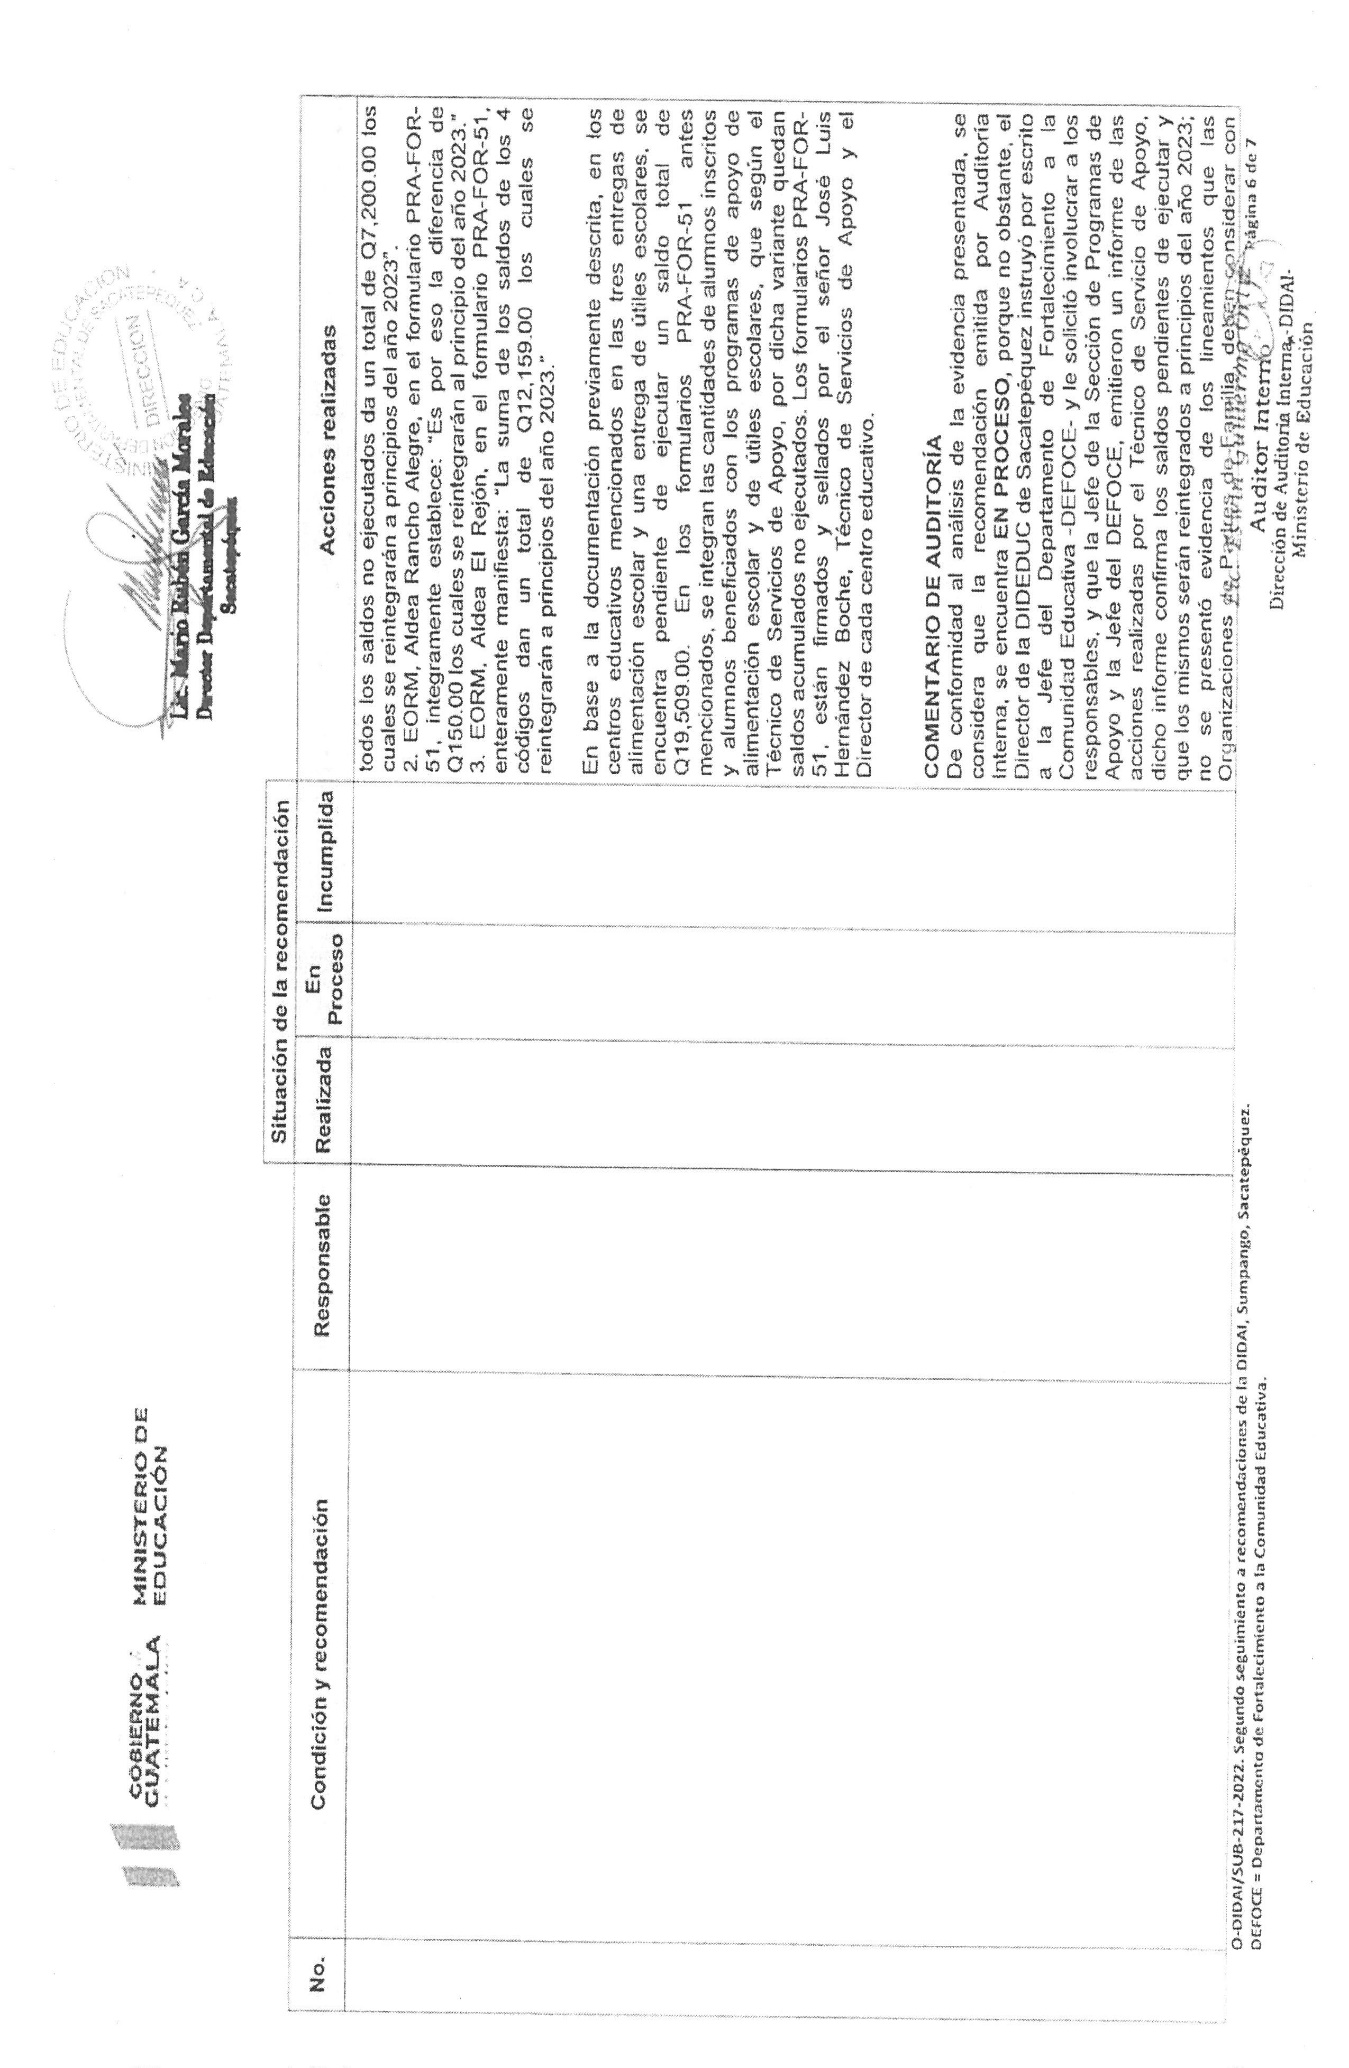 GOBIERNO
GUATEMALA
MINISTERIO DE
EDUCACIÓN
MINISTERIO DE EDUCACIÓN
DIRECCION
Lic. Mario Rubén García Morales
Director Departamental de Educación
Sacatepéquez
Situación de la recomendación
No.
Condición y recomendación
Responsable
Realizada
En
Proceso
Incumplida
Acciones realizadas
todos los saldos no ejecutados da un total de Q7,200.00 los
cuales se reintegrarán a principios del año 2023”.
2. EORM, Aldea Rancho Alegre, en el formulario PRA-FOR-
51, integramente establece: “Es por eso la diferencia de
Q150.00 los cuales se reintegrarán al principio del año 2023.”
3. EORM, Aldea El Rejón, en el formulario PRA-FOR-51,
enteramente manifiesta: “La suma de los saldos de los 4
códigos dan un total de Q12,159.00 los cuales se
reintegrarán a principios del año 2023.”
En base a la documentación previamente descrita, en los
centros educativos mencionados en las tres entregas de
alimentación escolar y una entrega de útiles escolares, se
encuentra pendiente de ejecutar un saldo total de
Q19,509.00. En los formularios PRA-FOR-51 antes
mencionados, se integran las cantidades de alumnos inscritos
y alumnos beneficiados con los programas de apoyo de
alimentación escolar y de útiles escolares, que según el
Técnico de Servicios de Apoyo, por dicha variante quedan
saldos acumulados no ejecutados. Los formularios PRA-FOR-
51, están firmados y sellados por el señor José Luis
Hernández Boche, Técnico de Servicios de Apoyo y el
Director de cada centro educativo.
COMENTARIO DE AUDITORÍA
De conformidad al análisis de la evidencia presentada, se
considera que la recomendación emitida por Auditoría
Interna, se encuentra EN PROCESO, porque no obstante, el
Director de la DIDEDUC de Sacatepéquez instruyó por escrito
a la Jefe del Departamento de Fortalecimiento a la
Comunidad Educativa -DEFOCE- y le solicitó involucrar a los
responsables, y que la Jefe de la Sección de Programas de
Apoyo y la Jefe del DEFOCE, emitieron un informe de las
acciones realizadas por el Técnico de Servicio de Apoyo,
dicho informe confirma los saldos pendientes de ejecutar y
que los mismos serán reintegrados a principios del año 2023;
no se presentó evidencia de los lineamientos que las
Organizaciones de Padres de Familia, deben considerar con
O-DIDAI/SUB-217-2022. Segundo seguimiento a recomendaciones de la DIDAI, Sumpango, Sacatepéquez.
DEFOCE = Departamento de Fortalecimiento a la Comunidad Educativa.
Página 6 de 7
Guillermo
Auditor Interno
Dirección de Auditoría Interna, -DIDAI-
Ministerio de Educación